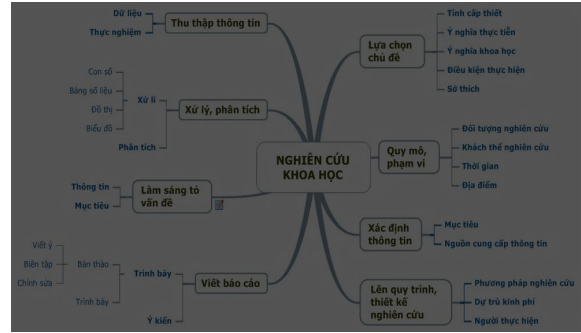 NGHIÊN CỨU
KHOA HỌC
Lựa chọn
chủ đề
Tính cấp thiết
Ý nghĩa thực tiễn
Ý nghĩa khoa học
Điều kiện thực hiện
Sở thích
Quy mô,
phạm vi
Đối tượng nghiên cứu
Khách thể nghiên cứu
Thời gian
Địa điểm
Xác định
thông tin
Mục tiêu
Nguồn cung cấp thông tin
Lên quy trình,
thiết kế
nghiên cứu
Phương pháp nghiên cứu
Dự trù kinh phí
Người thực hiện
Thu thập thông tin
Dữ liệu
Thực nghiệm
Xử lý, phân tích
Xử lí
Con số
Bảng số liệu
Đồ thị
Biểu đồ
Phân tích
Làm sáng tỏ
vấn đề
Thông tin
Mục tiêu
Viết báo cáo
Trình bày
Bản thảo
Viết ý
Biên tập
Chỉnh sửa
Trình bày
Ý kiến